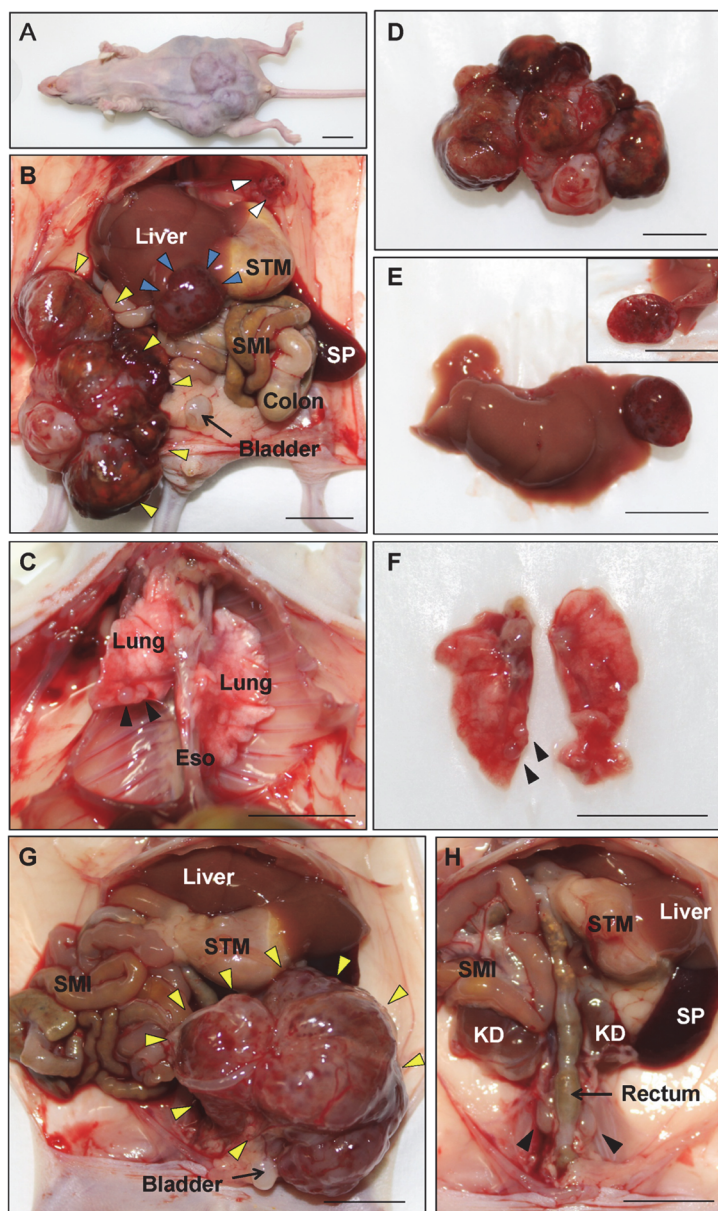 A
B
Liver
STM
SMI
SP
Colon
Bladder
C
Lung
Lung
Eso
D
E
F
G
Liver
STM
SMI
Bladder
H
STM
Liver
SMI
KD
KD
SP
Rectum